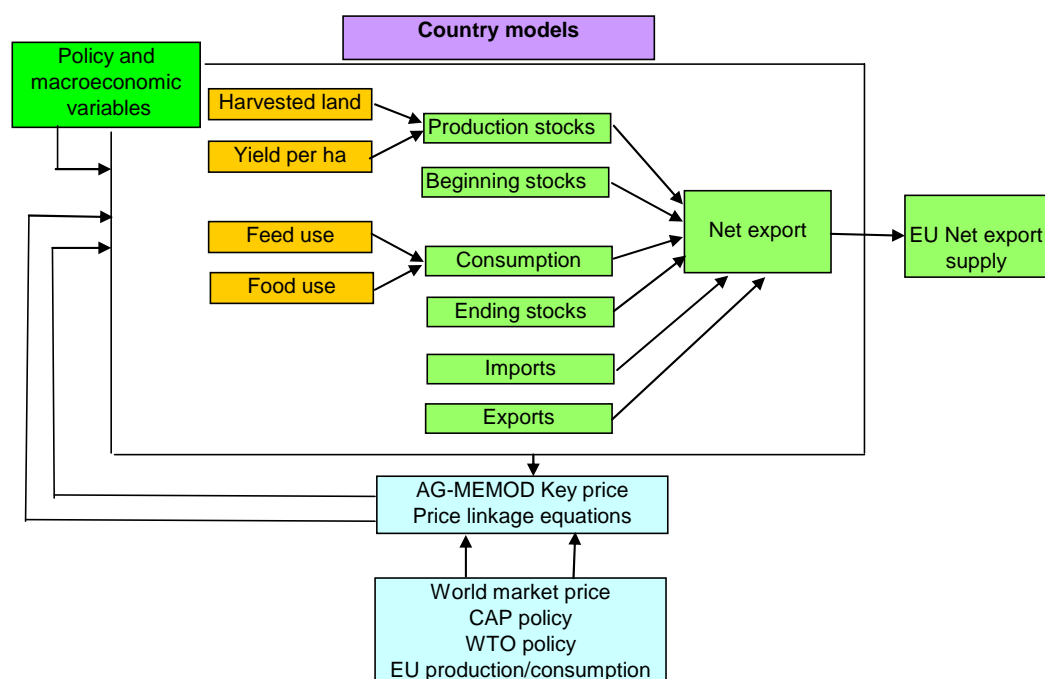 Country models
Policy and
macroeconomic
variables
Harvested land
Yield per ha
Production stocks
Beginning stocks
Feed use
Food use
Consumption
Ending stocks
Imports
Exports
Net export
EU Net export
supply
AG-MEMOD Key price
Price linkage equations
World market price
CAP policy
WTO policy
EU production/consumption